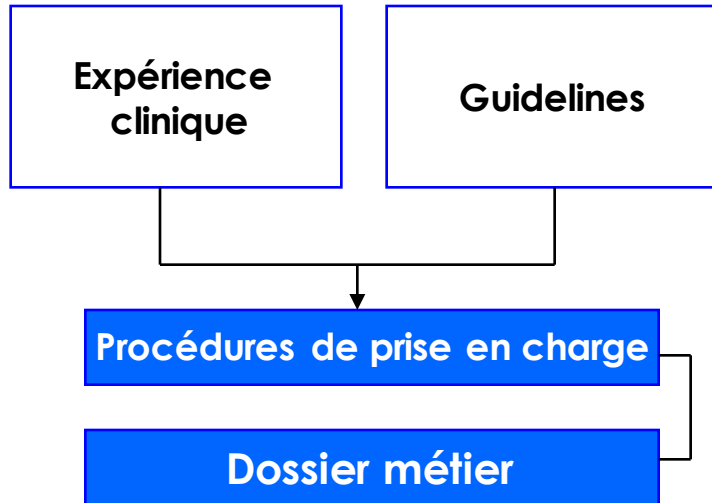 Expérience
clinique
Guidelines
Procédures de prise en charge
Dossier métier